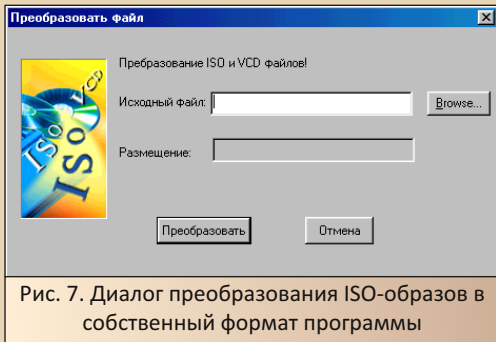 Преобразовать файл
Пребразование ISO и VCD файлов!
Исходный файл:
Browse...
Размещение:
Преобразовать
Отмена
ISO
VCD
ISO
Рис. 7. Диалог преобразования ISO-образов в
собственный формат программы